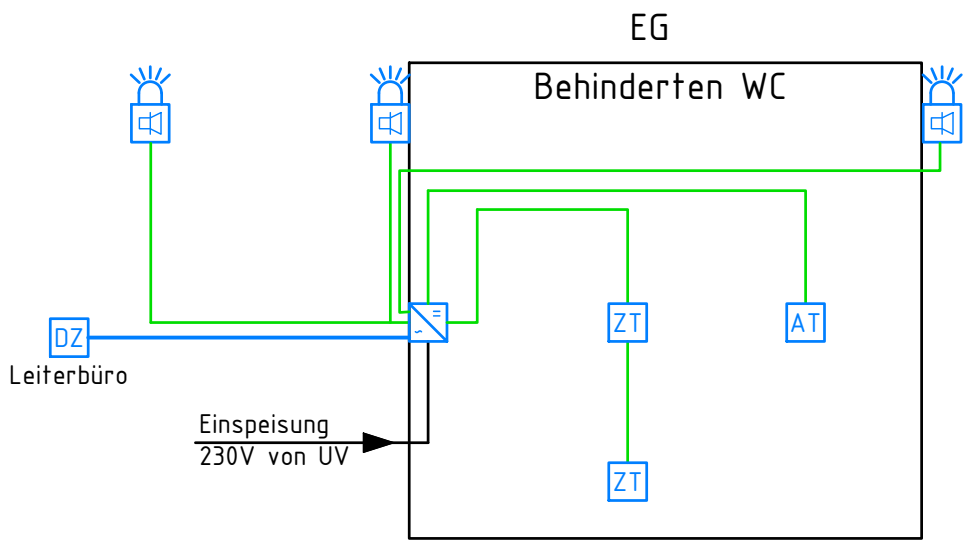 EG
Behinderten WC
DZ
Leiterbüro
=
~
ZT
AT
Einspeisung
230V von UV
ZT